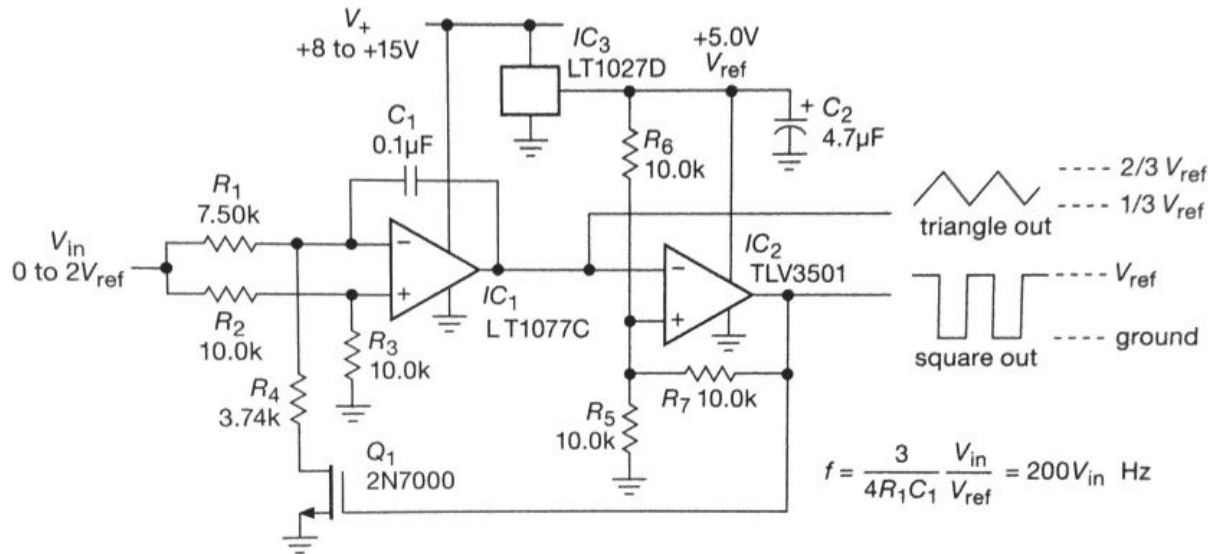 V+
+8 to +15V
IC3
LT1027D
+5.0V
Vref
+ C2
4.7μF
C1
0.1μF
R6
10.0k
R1
7.50k
Vin
0 to 2Vref
R2
10.0k
R3
10.0k
R4
3.74k
Q1
2N7000
−
+
IC1
LT1077C
−
+
IC2
TLV3501
R7 10.0k
R5
10.0k
2/3 Vref
1/3 Vref
triangle out
Vref
ground
square out
f = 3/(4R1C1) Vin/Vref = 200Vin Hz